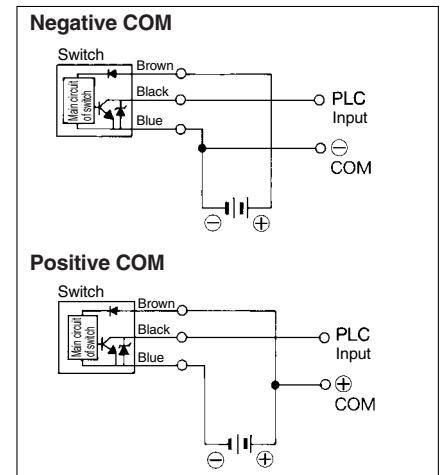 Negative COM
Switch
Brown
Main circuit
of switch
Black
Blue
PLC
Input
⊖
COM
⊖ ⊕
Positive COM
Switch
Brown
Main circuit
of switch
Black
Blue
PLC
Input
⊕
COM
⊖ ⊕